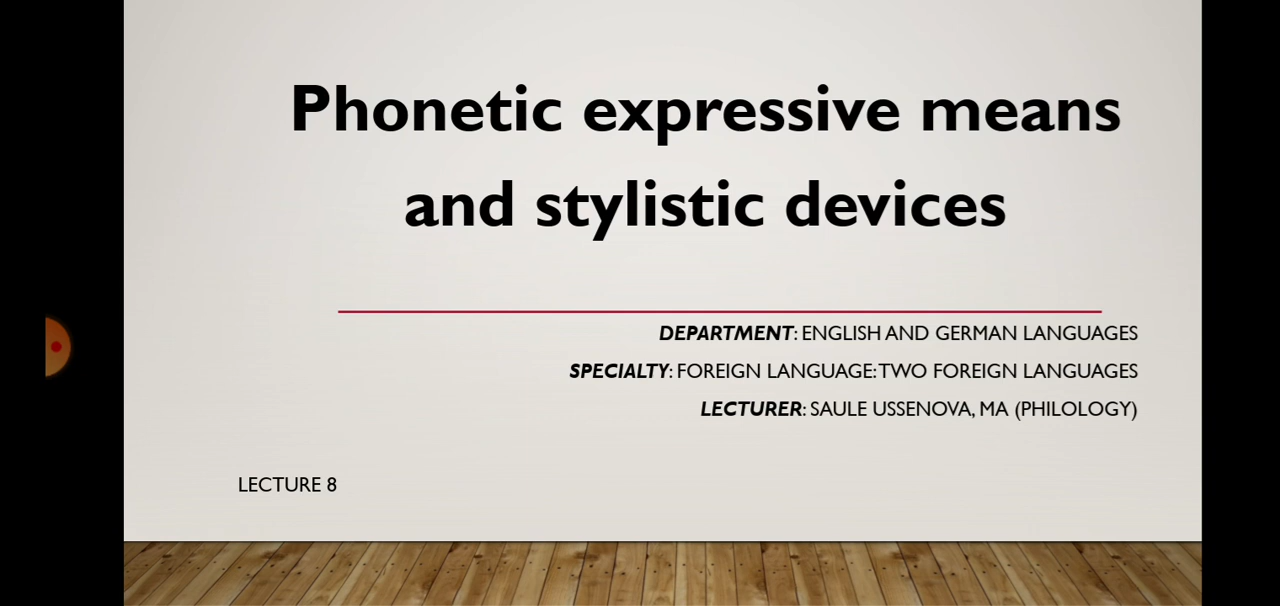 Phonetic expressive means
and stylistic devices
DEPARTMENT: ENGLISH AND GERMAN LANGUAGES
SPECIALTY: FOREIGN LANGUAGE: TWO FOREIGN LANGUAGES
LECTURER: SAULE USSENOVA, MA (PHILOLOGY)
LECTURE 8